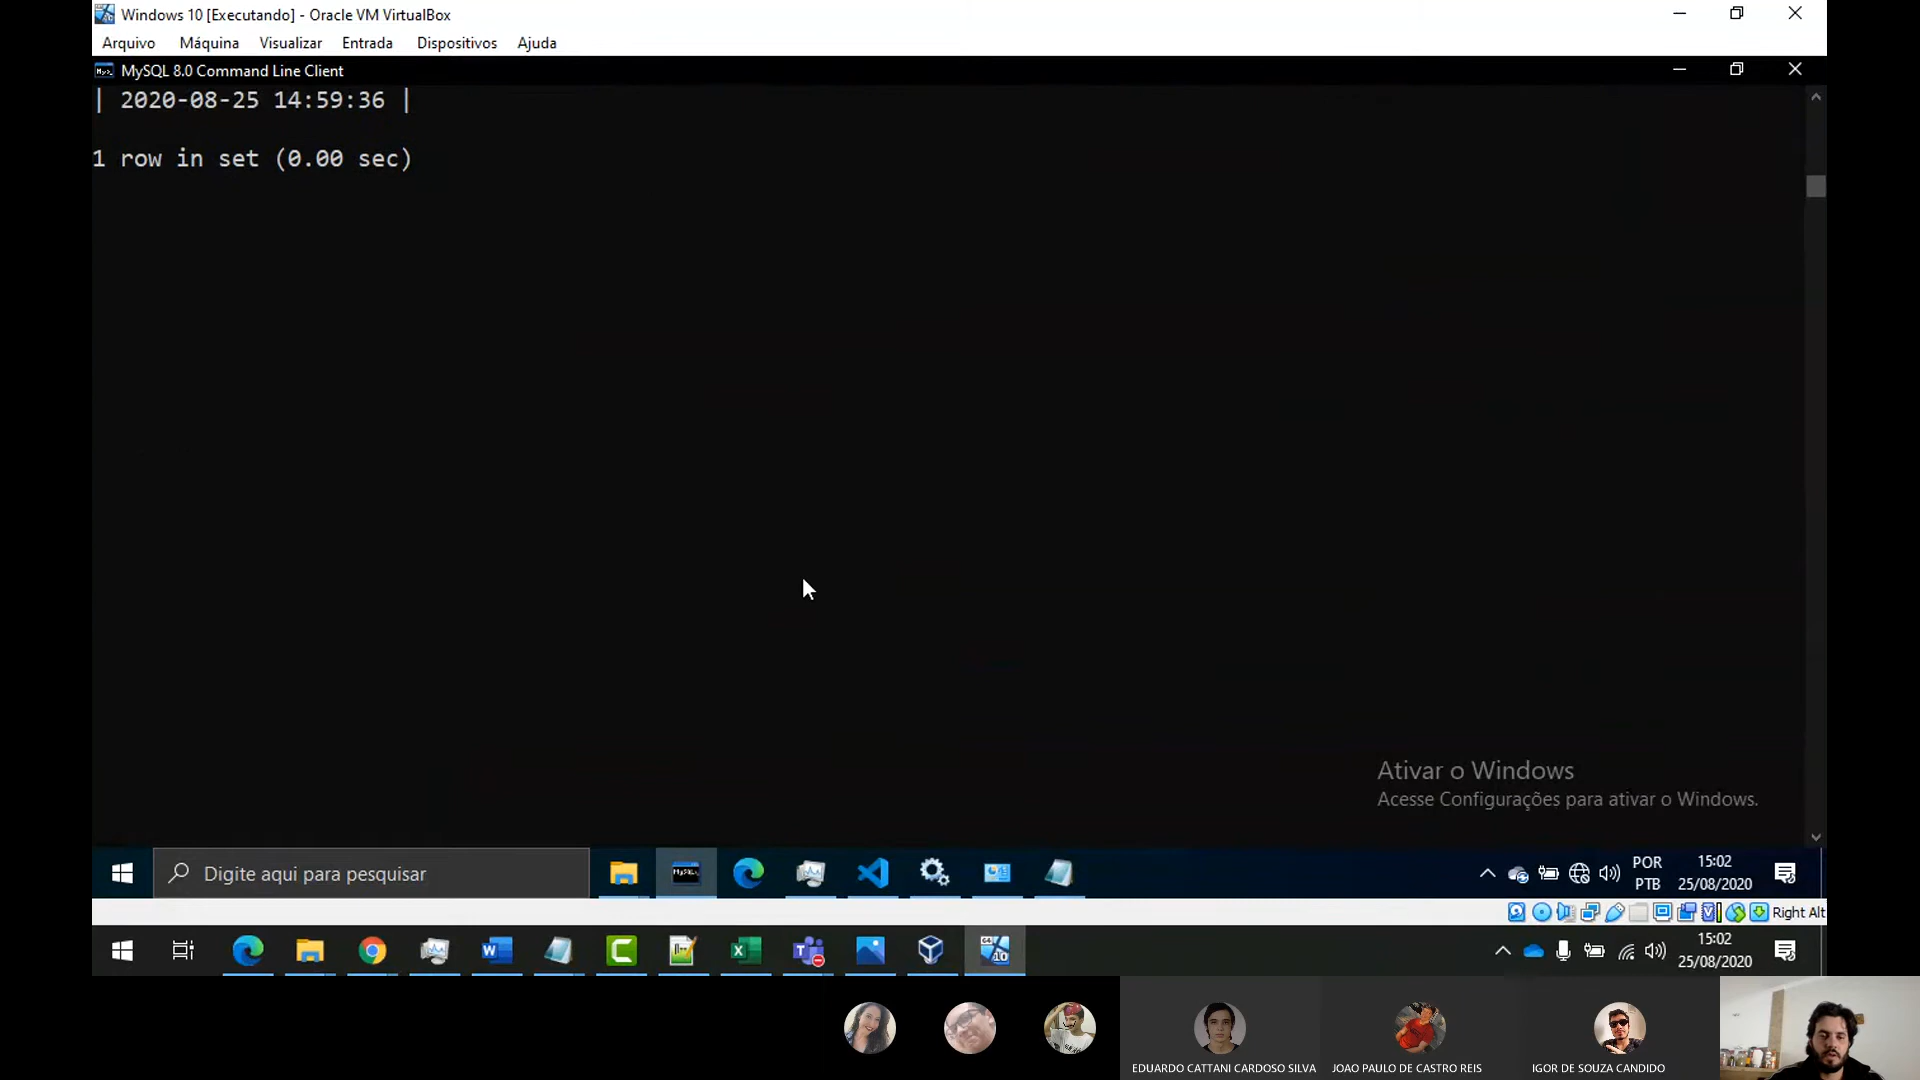 Windows 10 [Executando] - Oracle VM VirtualBox
Arquivo Máquina Visualizar Entrada Dispositivos Ajuda
MySQL 8.0 Command Line Client
| 2020-08-25 14:59:36 |
1 row in set (0.00 sec)
Ativar o Windows
Acesse Configurações para ativar o Windows.
Digite aqui para pesquisar
POR
PTB
15:02
25/08/2020
Right Alt
15:02
25/08/2020
EDUARDO CATTANI CARDOSO SILVA
JOAO PAULO DE CASTRO REIS
IGOR DE SOUZA CANDIDO